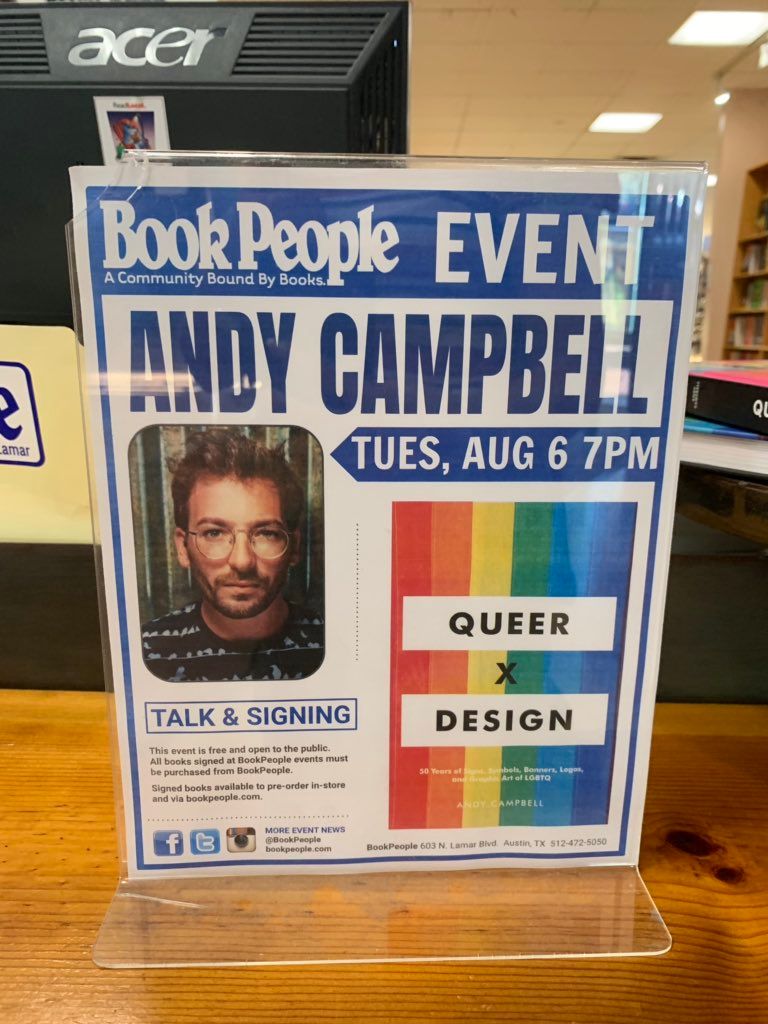 acer
BookPeople
EVENT
A Community Bound By Books.
ANDY CAMPBELL
TUES, AUG 6 7PM
QUEER
X
DESIGN
50 Years of Signs, Symbols, Banners, Logos,
and Graphic Art of LGBTQ
ANDY CAMPBELL
TALK & SIGNING
This event is free and open to the public.
All books signed at BookPeople events must
be purchased from BookPeople.
Signed books available to pre-order in-store
and via bookpeople.com.
MORE EVENT NEWS
@BookPeople
bookpeople.com
BookPeople 603 N. Lamar Blvd. Austin, TX 512-472-5050
e
amar
QU